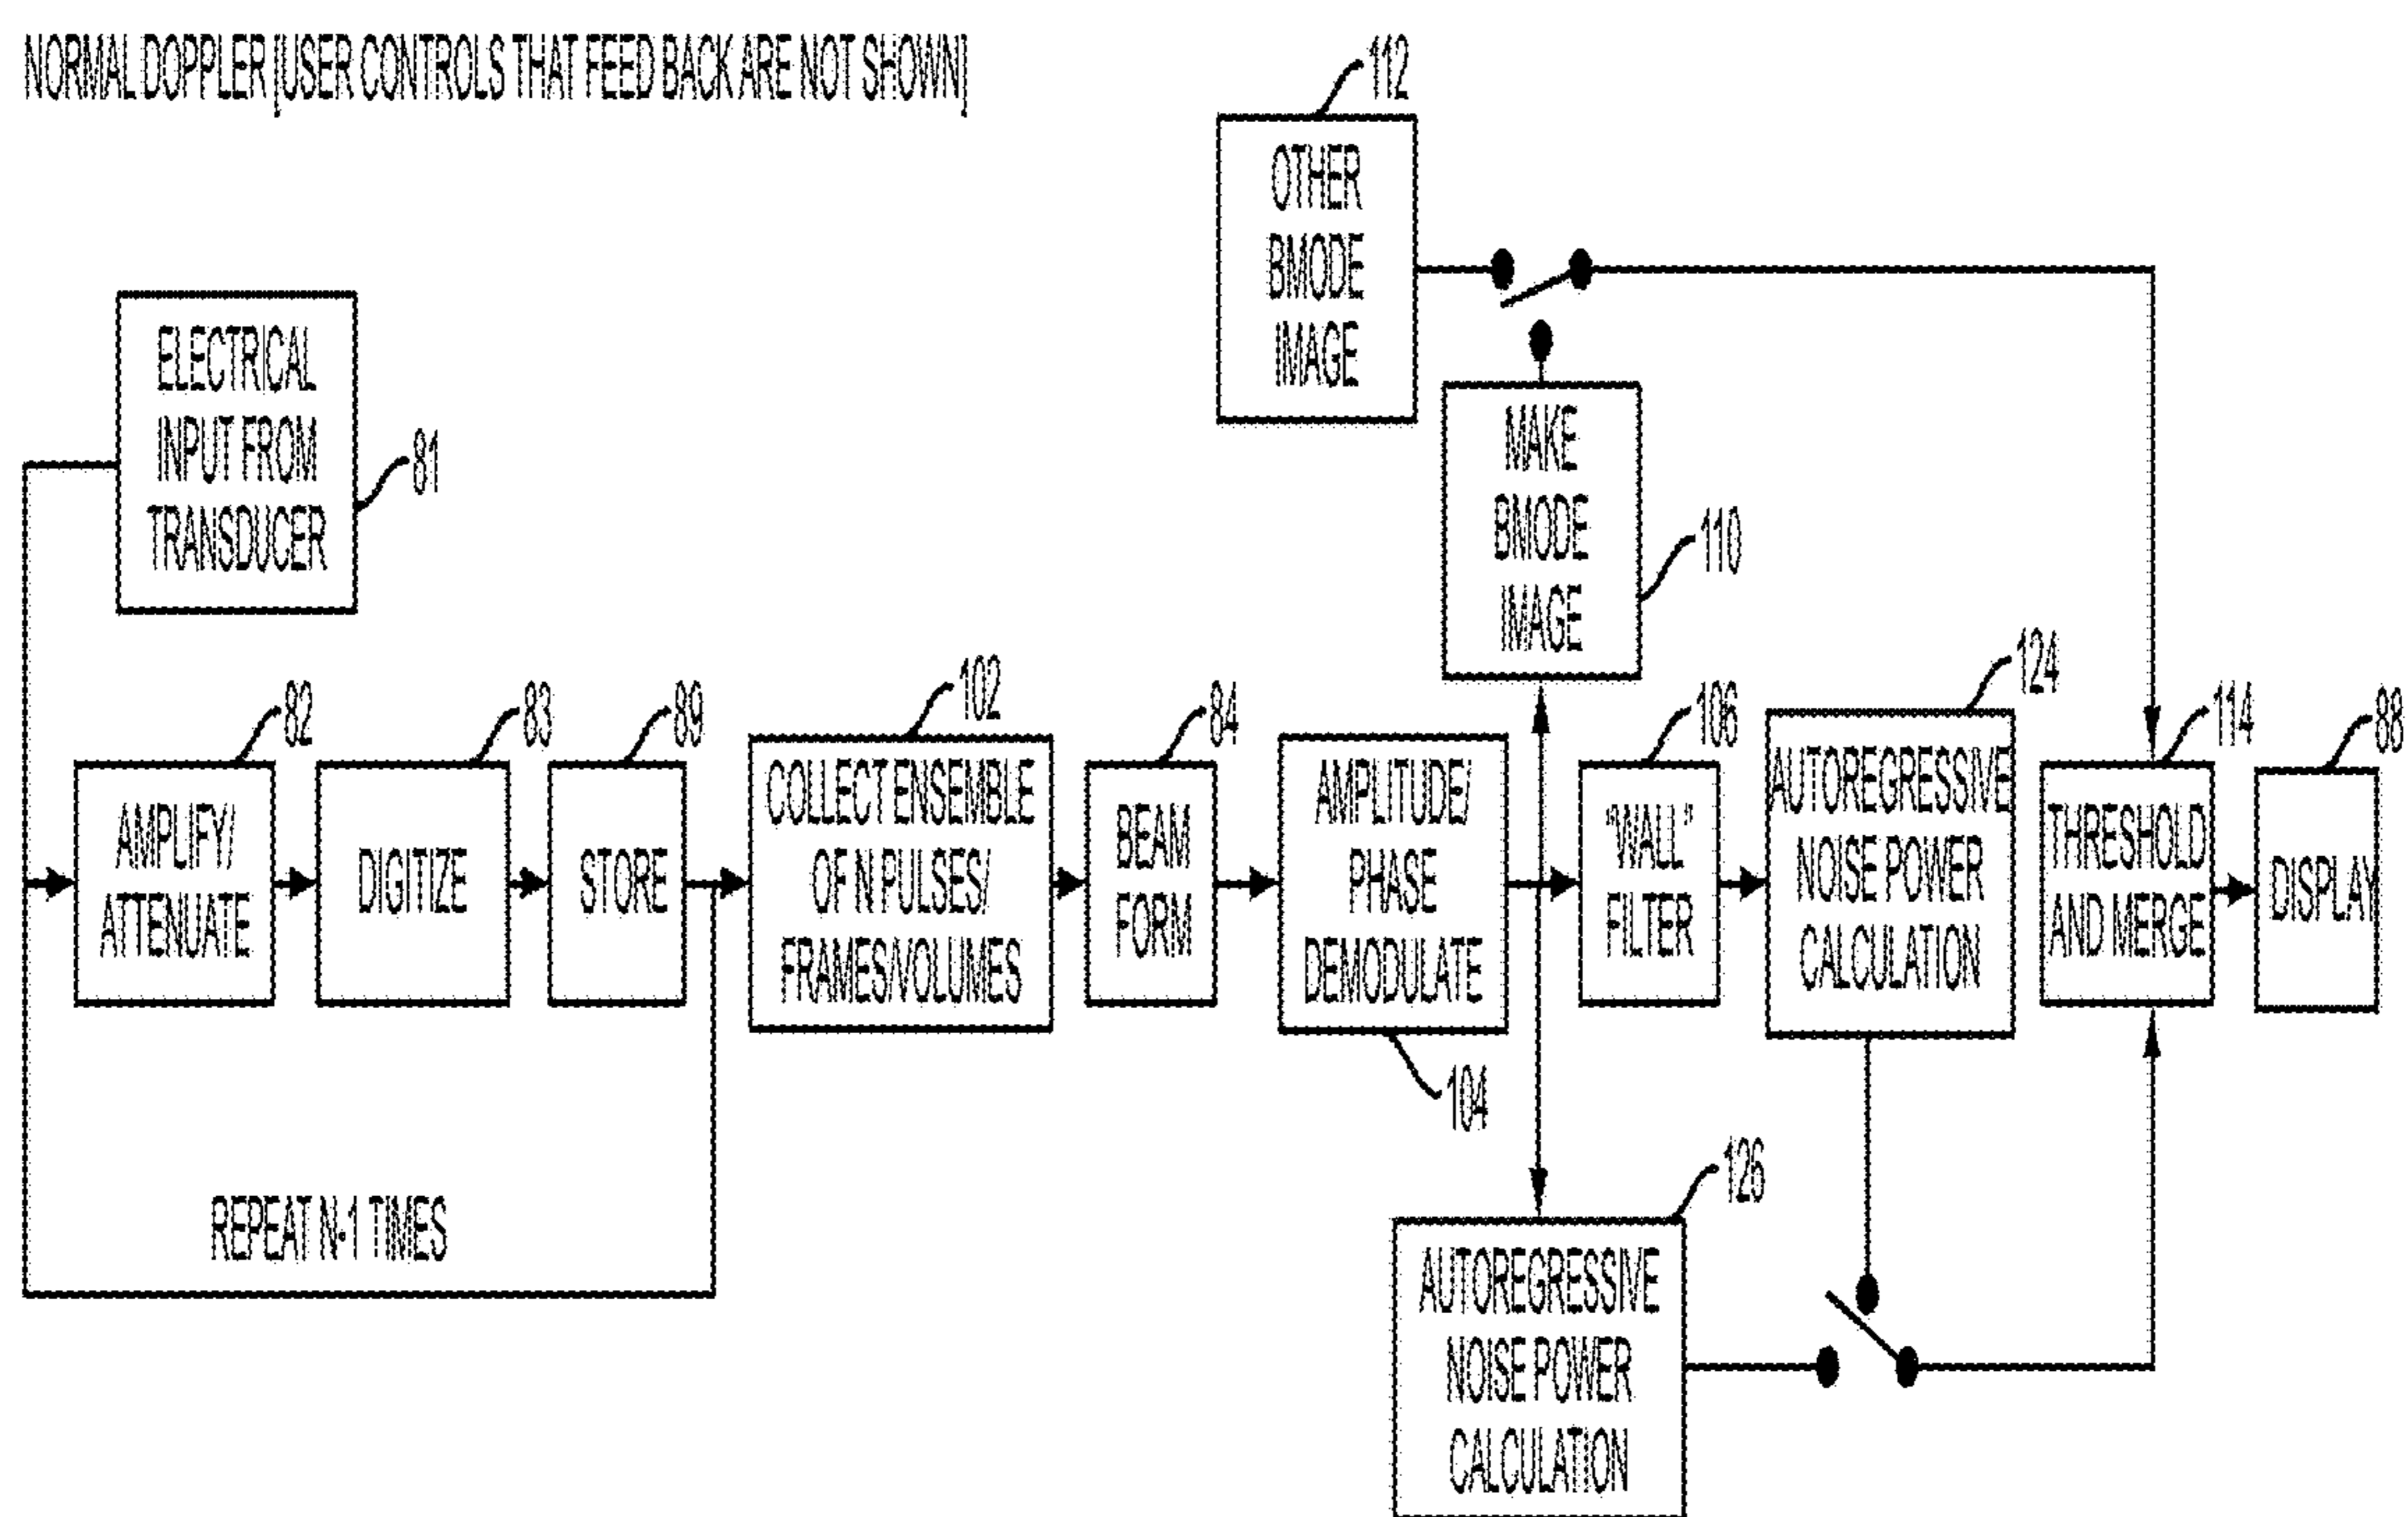 NORMAL DOPPLER [USER CONTROLS THAT FEED BACK ARE NOT SHOWN]
112
OTHER
BMODE
IMAGE
ELECTRICAL
INPUT FROM
TRANSDUCER
81
MAKE
BMODE
IMAGE
110
82
AMPLIFY/
ATTENUATE
83
DIGITIZE
89
STORE
102
COLLECT ENSEMBLE
OF N PULSES/
FRAMES/VOLUMES
84
BEAM
FORM
AMPLITUDE/
PHASE
DEMODULATE
104
106
"WALL"
FILTER
124
AUTOREGRESSIVE
NOISE POWER
CALCULATION
114
THRESHOLD
AND MERGE
88
DISPLAY
REPEAT N-1 TIMES
126
AUTOREGRESSIVE
NOISE POWER
CALCULATION